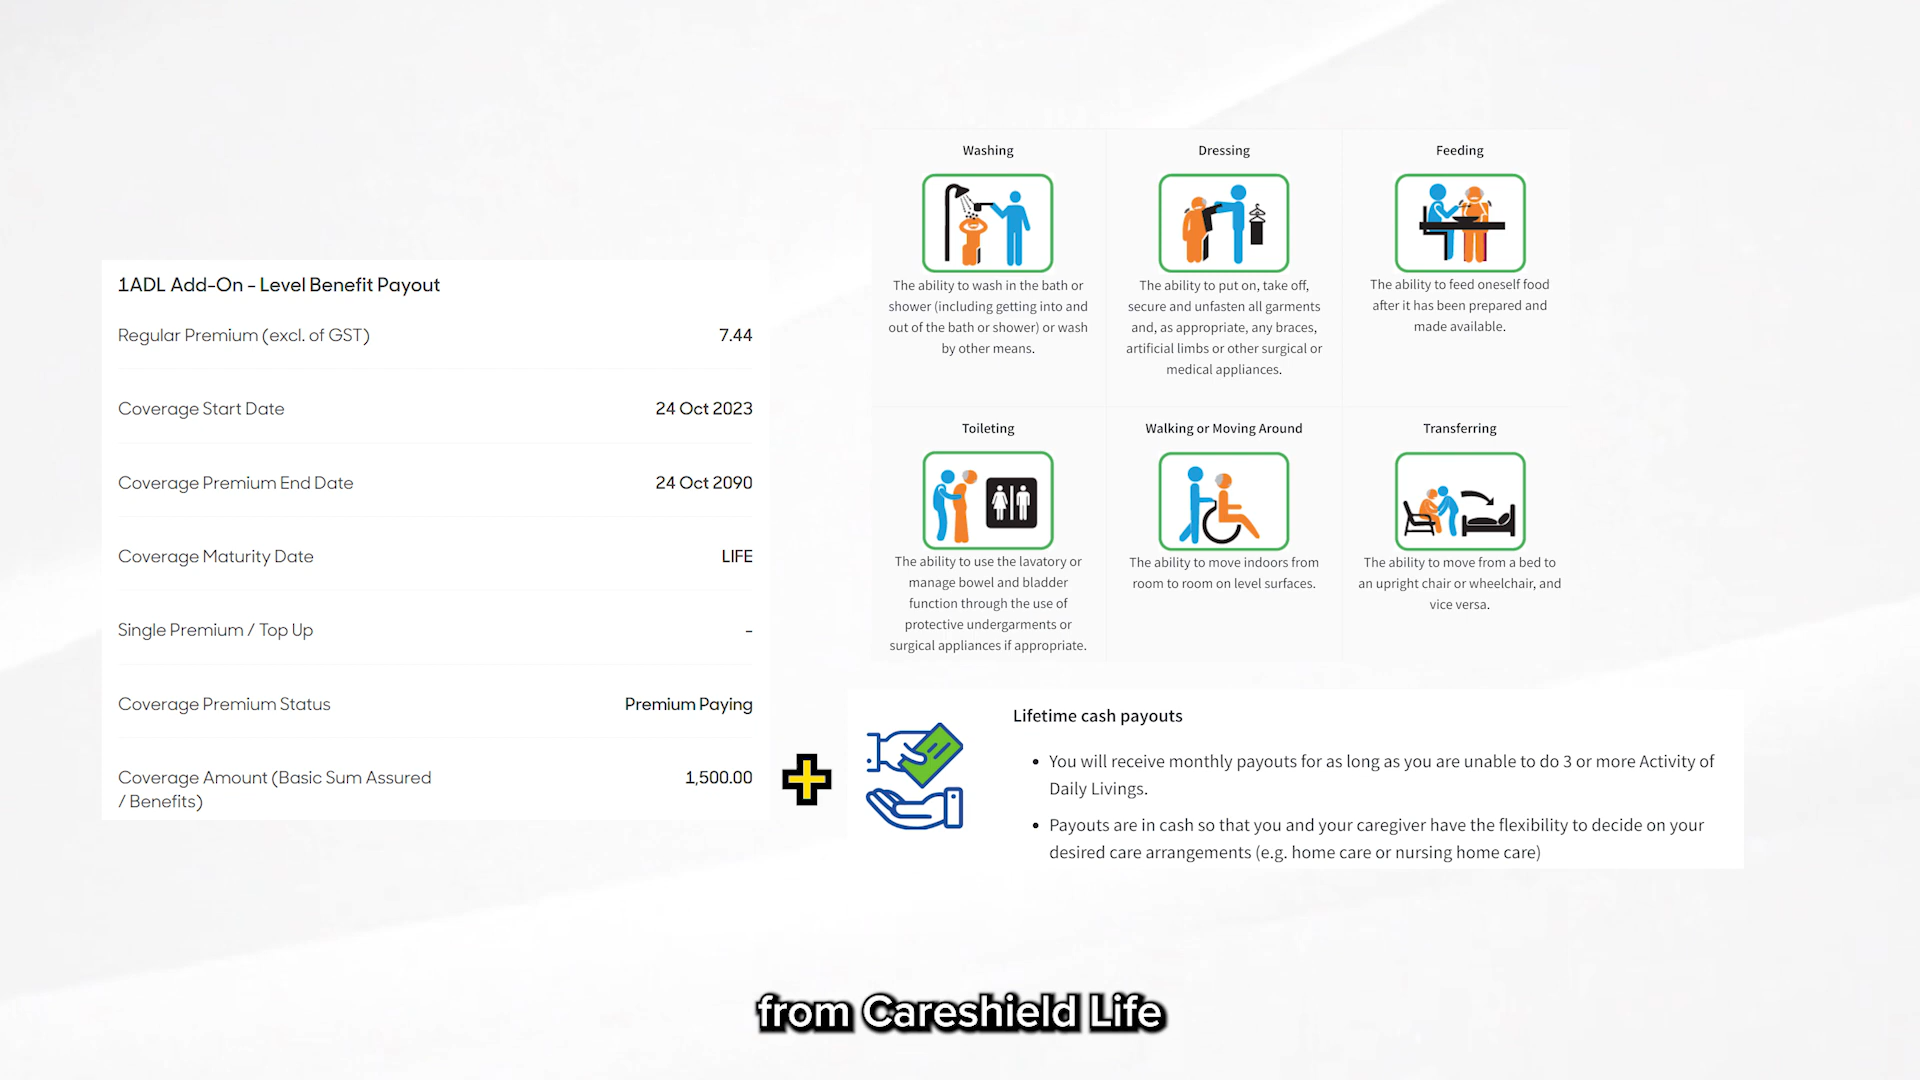 1ADL Add-On - Level Benefit Payout
Regular Premium (excl. of GST) 7.44
Coverage Start Date 24 Oct 2023
Coverage Premium End Date 24 Oct 2090
Coverage Maturity Date LIFE
Single Premium / Top Up -
Coverage Premium Status Premium Paying
Coverage Amount (Basic Sum Assured
/ Benefits) 1,500.00
Washing
The ability to wash in the bath or
shower (including getting into and
out of the bath or shower) or wash
by other means.
Dressing
The ability to put on, take off,
secure and unfasten all garments
and, as appropriate, any braces,
artificial limbs or other surgical or
medical appliances.
Feeding
The ability to feed oneself food
after it has been prepared and
made available.
Toileting
The ability to use the lavatory or
manage bowel and bladder
function through the use of
protective undergarments or
surgical appliances if appropriate.
Walking or Moving Around
The ability to move indoors from
room to room on level surfaces.
Transferring
The ability to move from a bed to
an upright chair or wheelchair, and
vice versa.
Lifetime cash payouts
• You will receive monthly payouts for as long as you are unable to do 3 or more Activity of
Daily Livings.
• Payouts are in cash so that you and your caregiver have the flexibility to decide on your
desired care arrangements (e.g. home care or nursing home care)
from Careshield Life